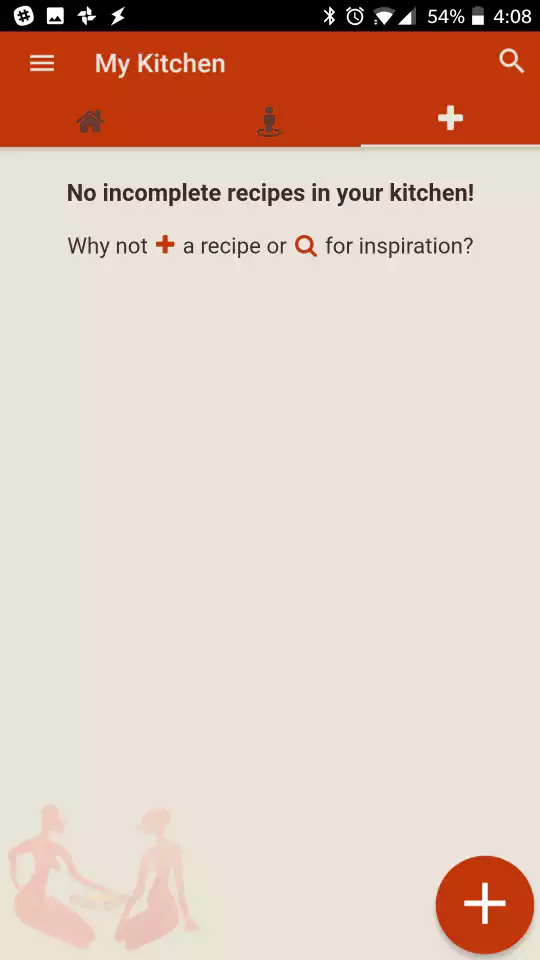 54% 4:08
My Kitchen
No incomplete recipes in your kitchen!
Why not + a recipe or for inspiration?